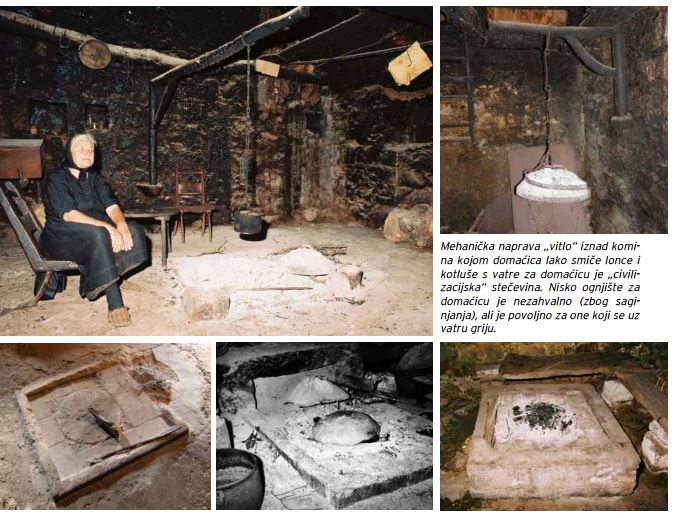 Mehanička naprava „vitlo” iznad komi-
na kojom domaćica lako smiče lonce i
kotluše s vatre za domaćicu je „civili-
zacijska” stečevina. Nisko ognjište za
domaćicu je nezahvalno (zbog sagi-
njanja), ali je povoljno za one koji se uz
vatru griju.